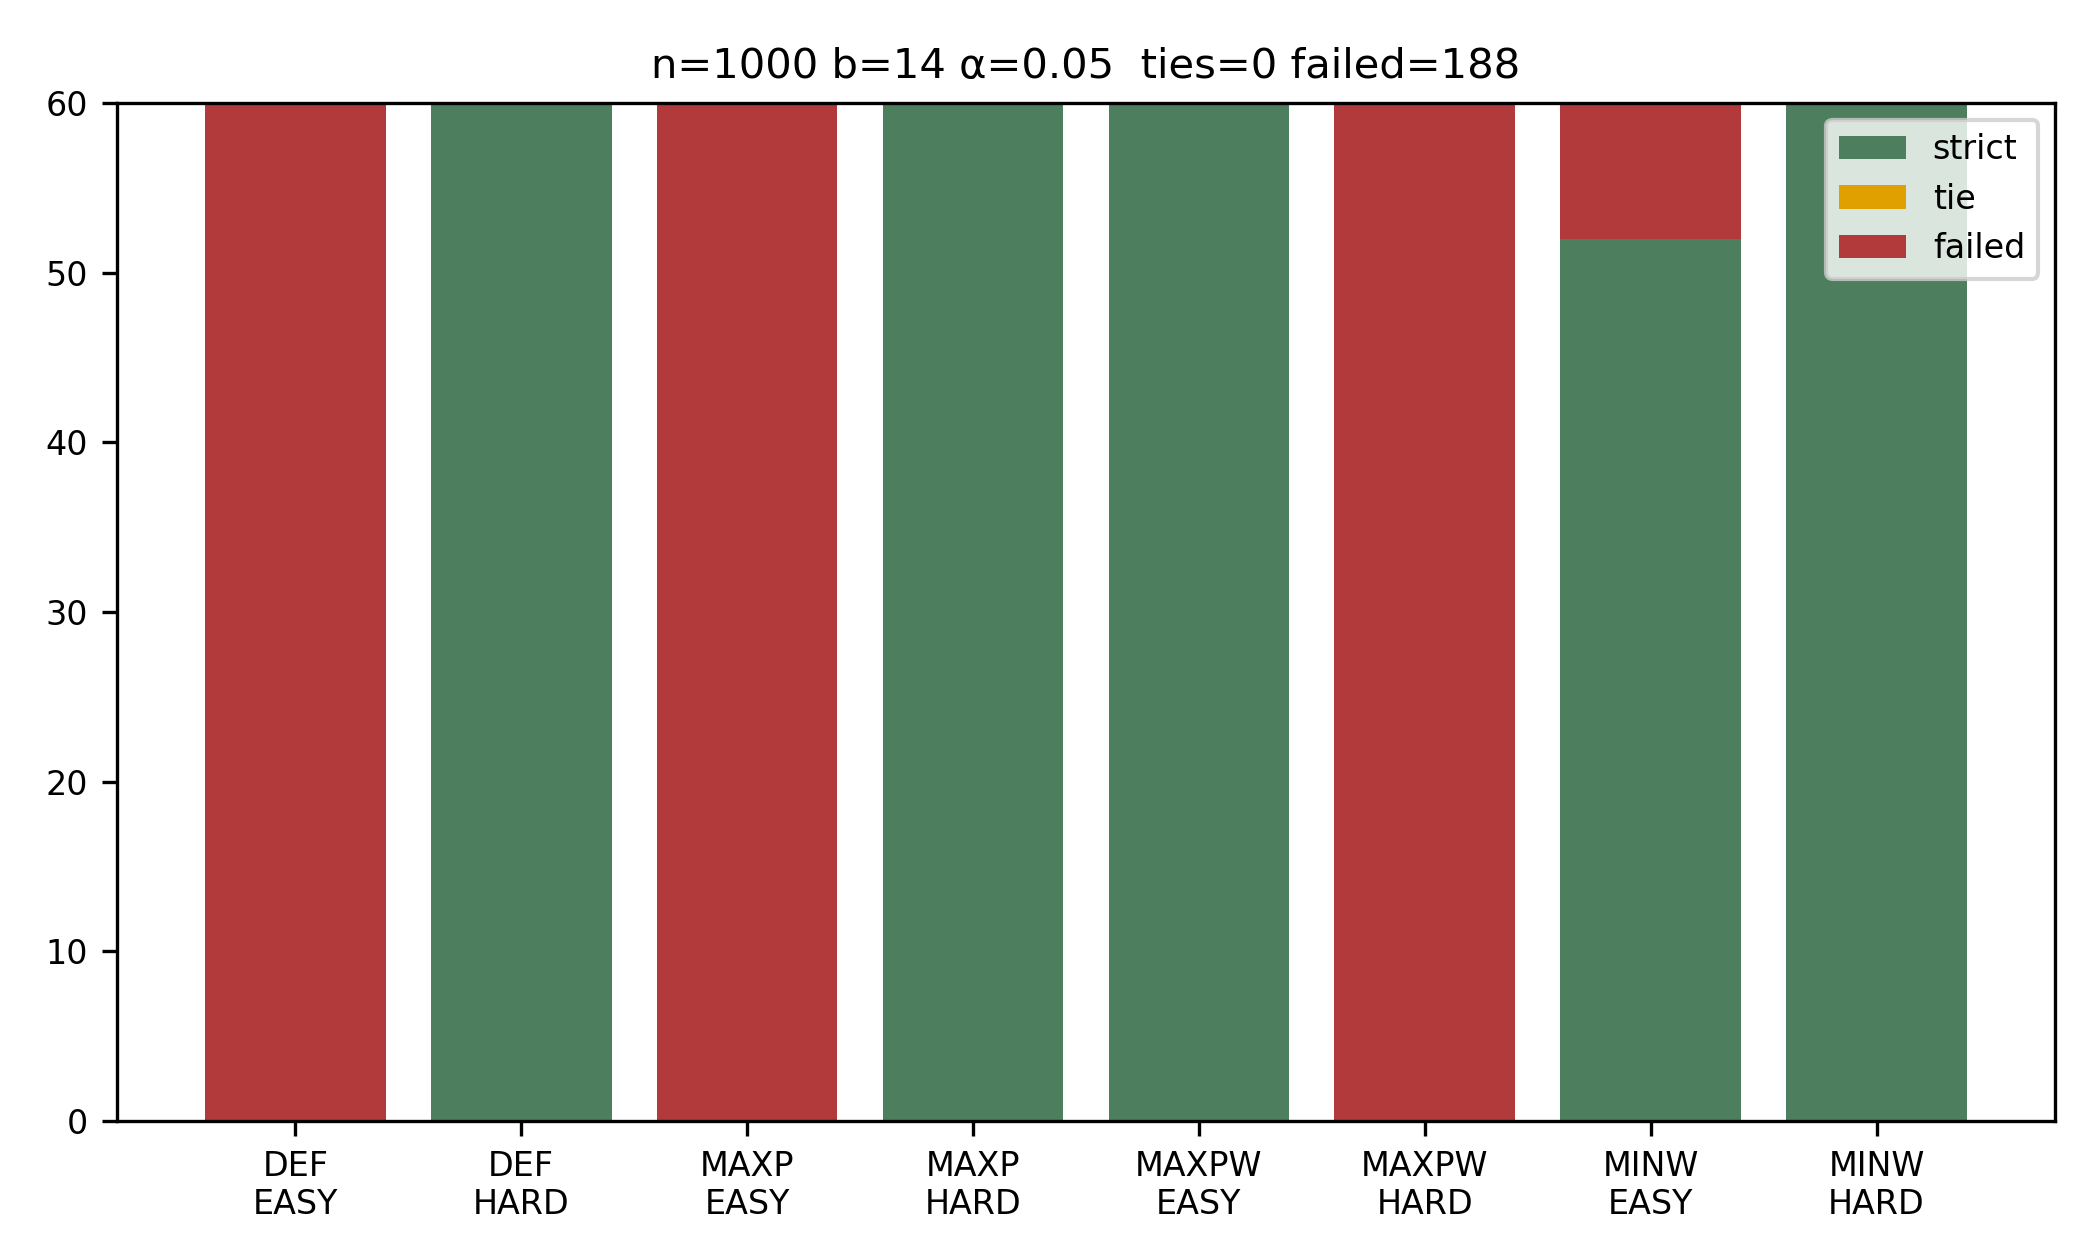 n=1000 b=14 α=0.05  ties=0 failed=188
60
50
40
30
20
10
0
strict
tie
failed
DEF
EASY
DEF
HARD
MAXP
EASY
MAXP
HARD
MAXPW
EASY
MAXPW
HARD
MINW
EASY
MINW
HARD